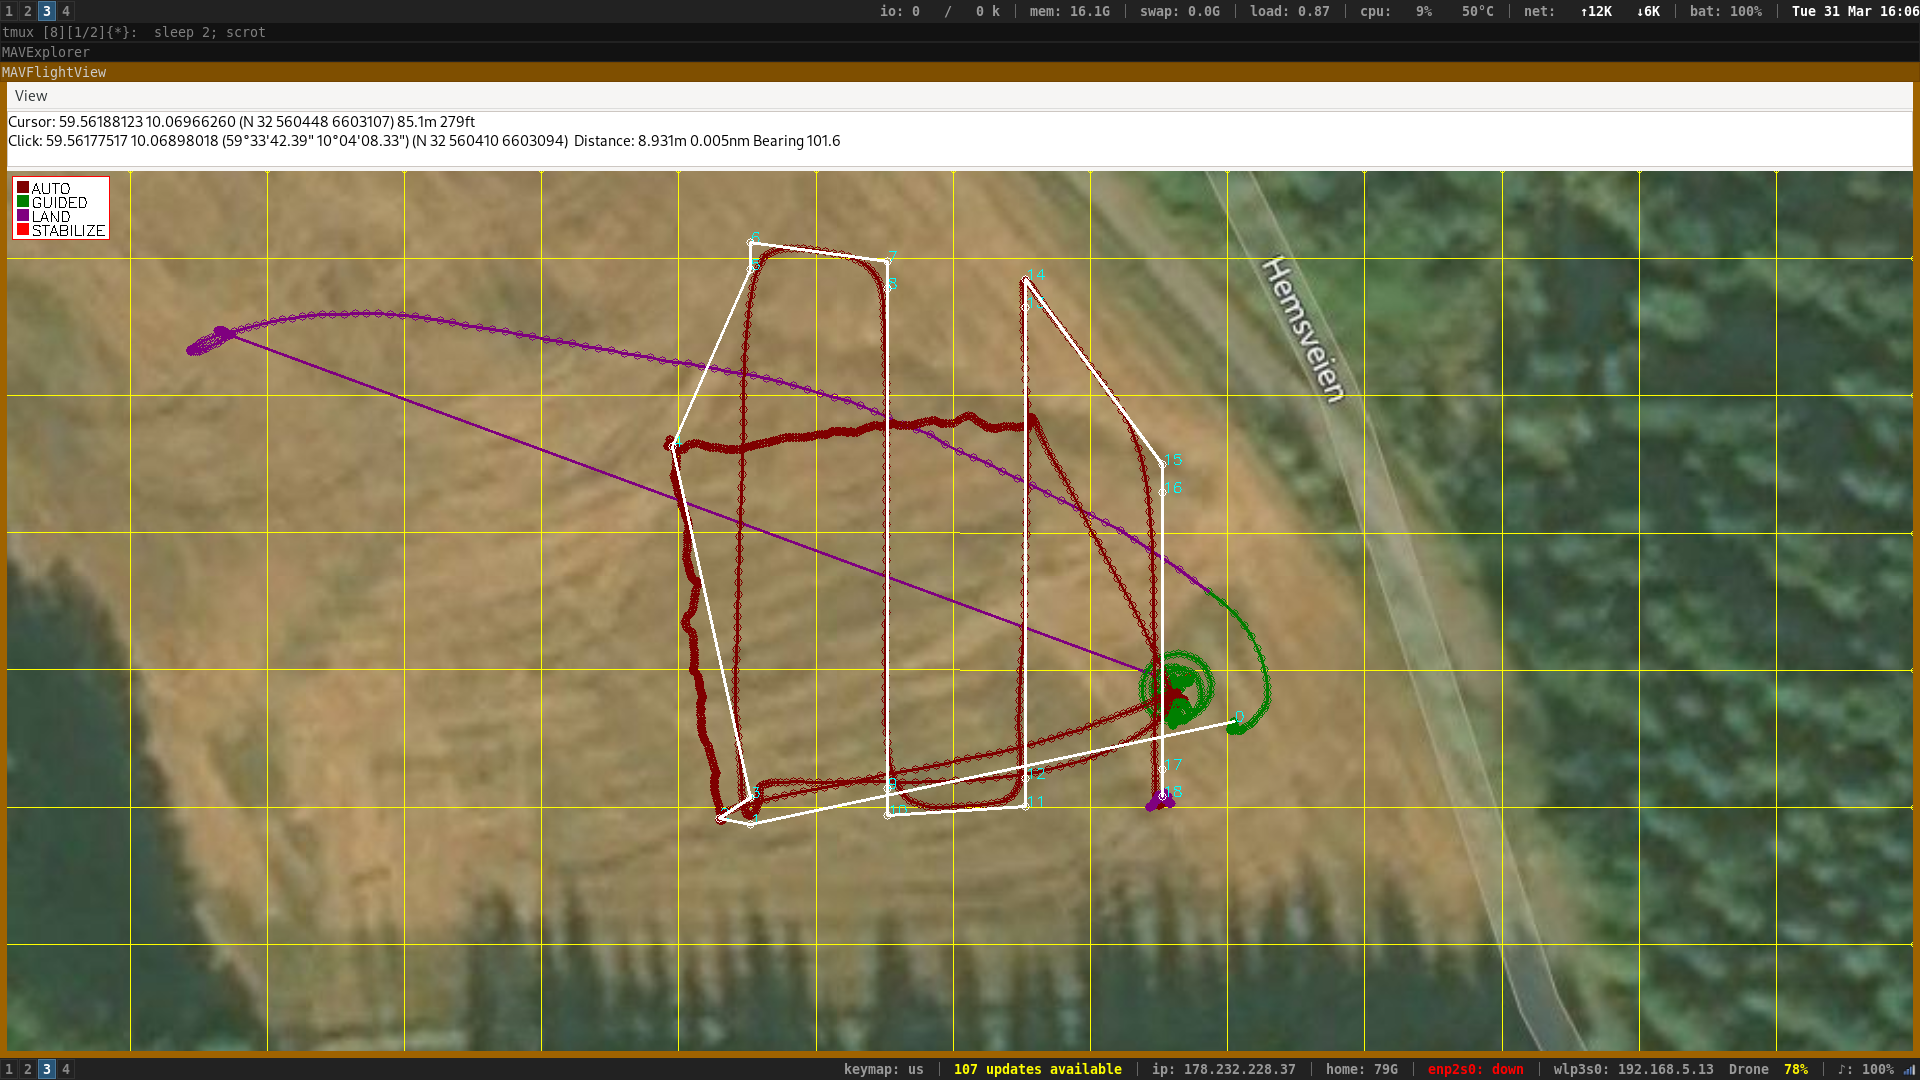 1 2 3 4 io: 0 / 0 k | mem: 16.1G | swap: 0.0G | load: 0.87 | cpu: 9% 50°C | net: ↑12K ↓6K | bat: 100% | Tue 31 Mar 16:06
tmux [8][1/2]{*}: sleep 2; scrot
MAVExplorer
MAVFlightView
View
Cursor: 59.56188123 10.06966260 (N 32 560448 6603107) 85.1m 279ft
Click: 59.56177517 10.06898018 (59°33'42.39" 10°04'08.33") (N 32 560410 6603094) Distance: 8.931m 0.005nm Bearing 101.6
AUTO
GUIDED
LAND
STABILIZE
6
7
8
14
Hemsveien
15
16
0
17
12
18
11
1 2 3 4 keymap: us | 107 updates available | ip: 178.232.228.37 | home: 79G | enp2s0: down | wlp3s0: 192.168.5.13 Drone 78% | ♪: 100%